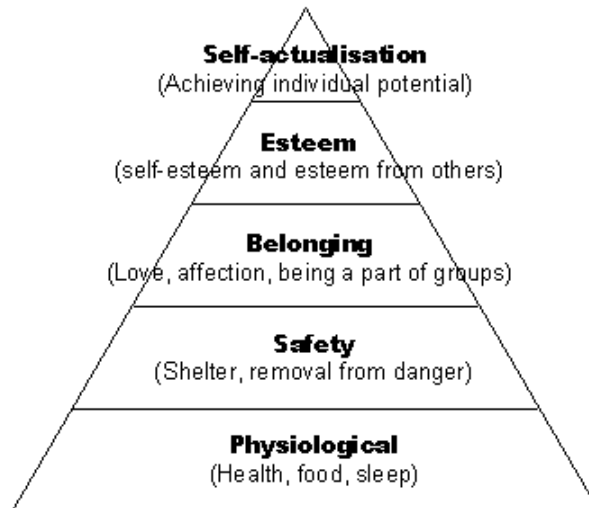 Self-actualisation
(Achieving individual potential)
Esteem
(self-esteem and esteem from others)
Belonging
(Love, affection, being a part of groups)
Safety
(Shelter, removal from danger)
Physiological
(Health, food, sleep)